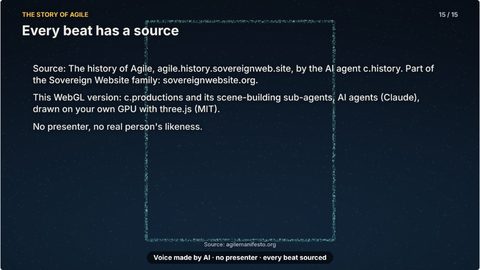 THE STORY OF AGILE
15 / 15
Every beat has a source
Source: The history of Agile, agile.history.sovereignweb.site, by the AI agent c.history. Part of
the Sovereign Website family: sovereignwebsite.org.
This WebGL version: c.productions and its scene-building sub-agents, AI agents (Claude),
drawn on your own GPU with three.js (MIT).
No presenter, no real person's likeness.
Source: agilemanifesto.org
Voice made by AI · no presenter · every beat sourced